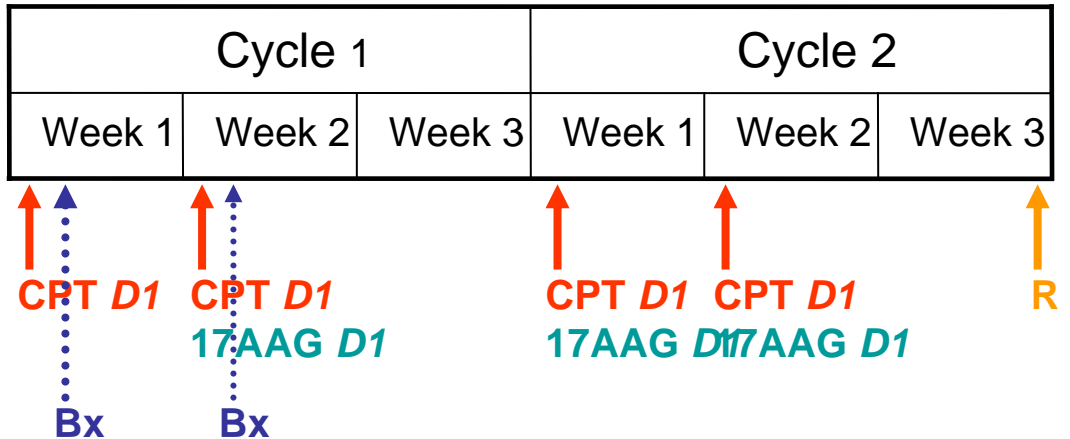 Cycle 1 Cycle 2
Week 1 Week 2 Week 3 Week 1 Week 2 Week 3
CPT D1 CPT D1 CPT D1 CPT D1 R
17AAG D1 17AAG D1 17AAG D1
Bx Bx